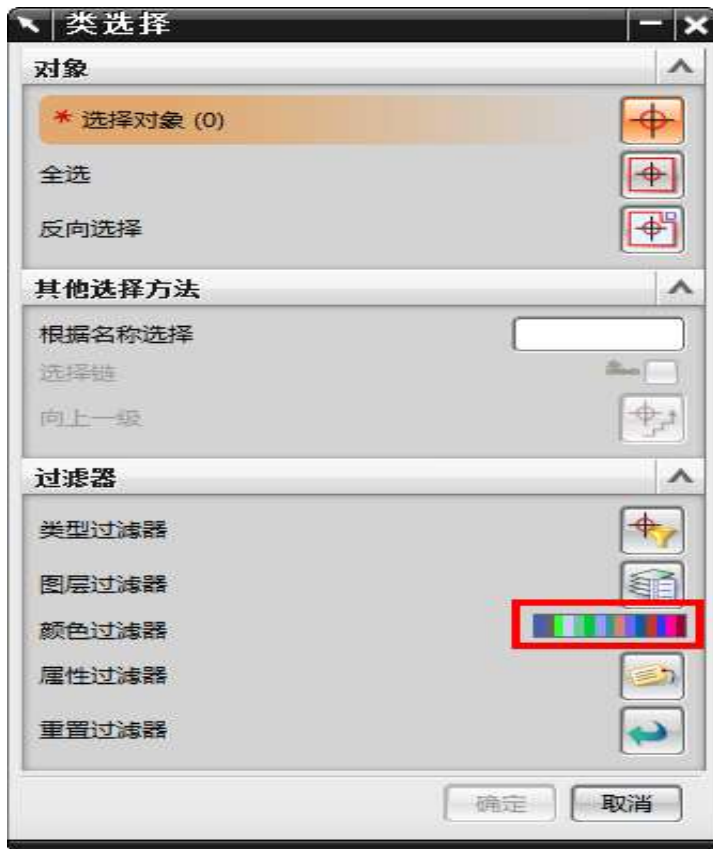 类选择
对象
* 选择对象 (0)
全选
反向选择
其他选择方法
根据名称选择
选择链
向上一级
过滤器
类型过滤器
图层过滤器
颜色过滤器
属性过滤器
重置过滤器
确定 取消